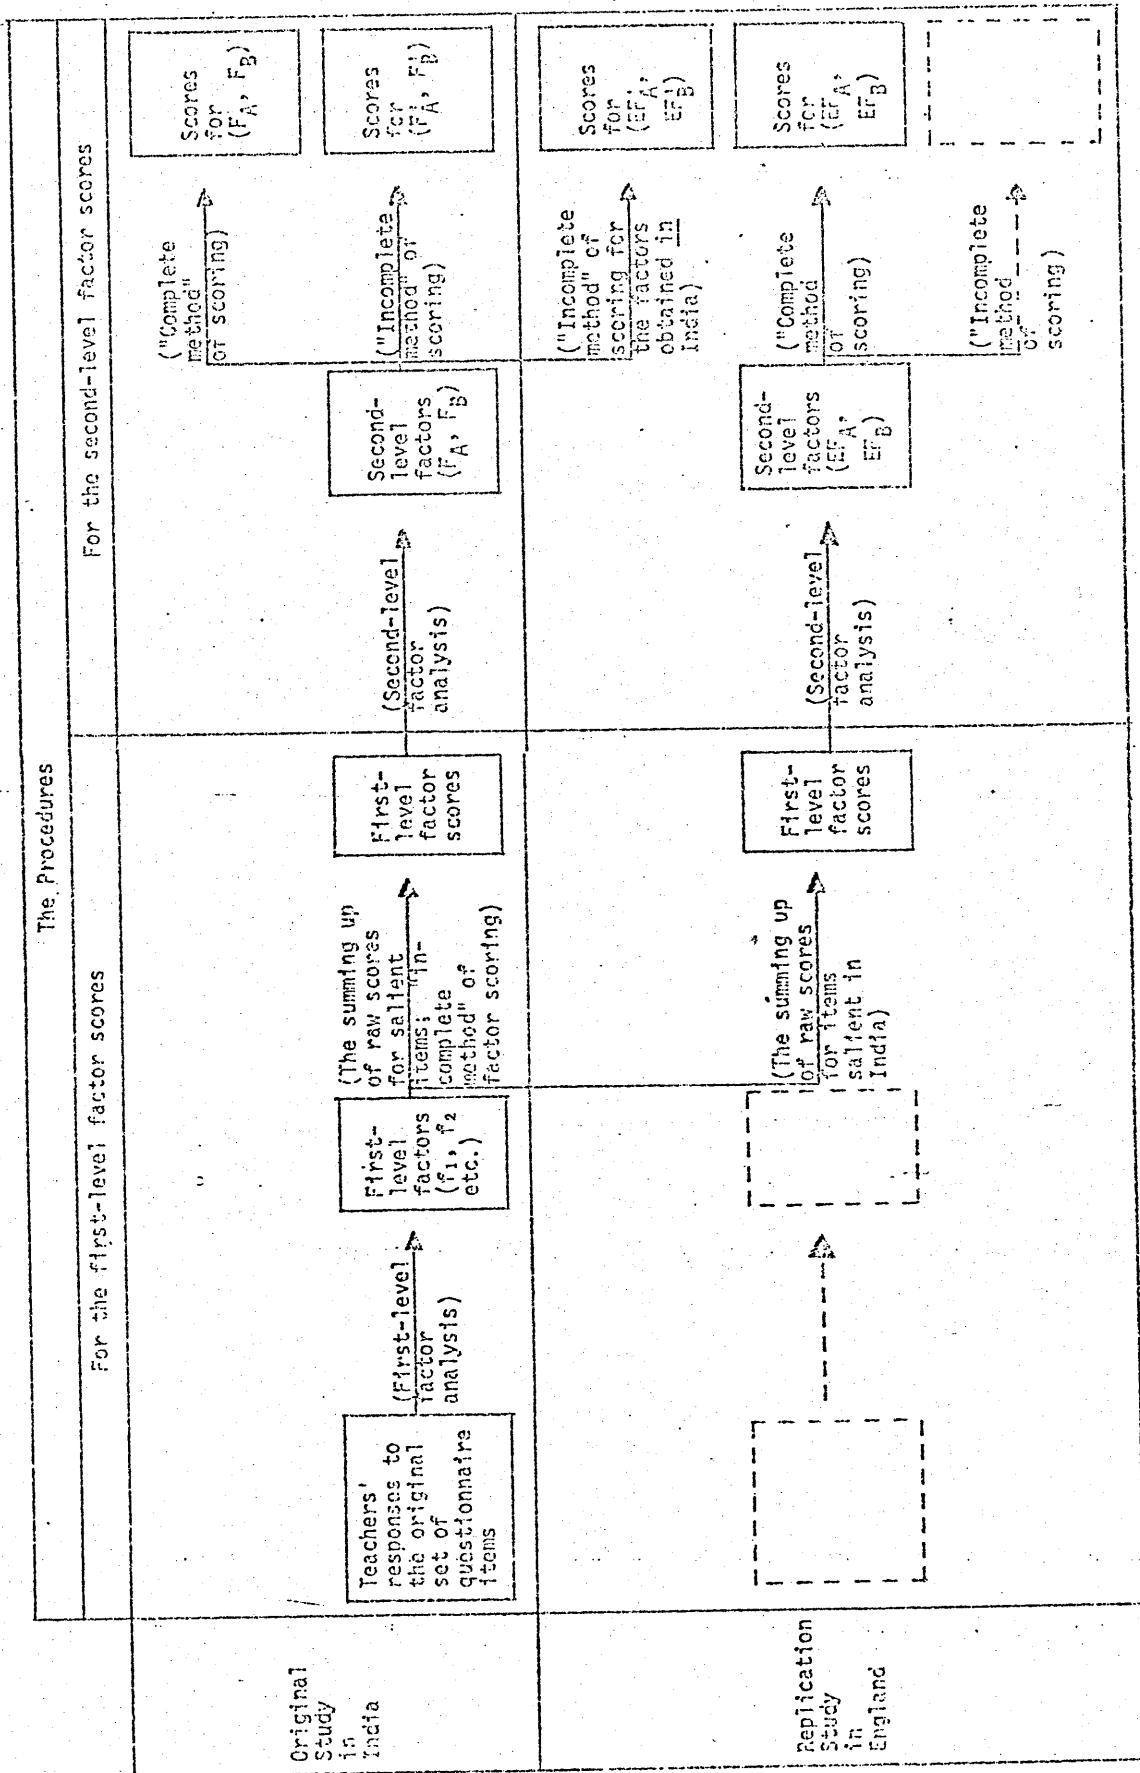 The Procedures
For the first-level factor scores
For the second-level factor scores
Original
Study
in
India
Teachers'
responses to
the original
set of
questionnaire
items
(First-level
factor
analysis)
First-
level
factors
(f1, f2
etc.)
(The summing up
of raw scores
for salient
items; "in-
complete
method" of
factor scoring)
First-
level
factor
scores
(Second-level
factor
analysis)
Second-
level
factors
(FA, FB)
("Complete
method"
of scoring)
Scores
for
(FA, FB)
("Incomplete
method" of
scoring)
Scores
for
(F'A, F'B)
Replication
Study
in
England
(The summing up
of raw scores
for items
salient in
India)
First-
level
factor
scores
(Second-level
factor
analysis)
Second-
level
factors
(EFA,
EFB)
("Incomplete
method" of
scoring for
the factors
obtained in
India)
Scores
for
("Complete
method
of
scoring)
Scores
for
(EFA,
EFB)
("Incomplete
method
of
scoring)